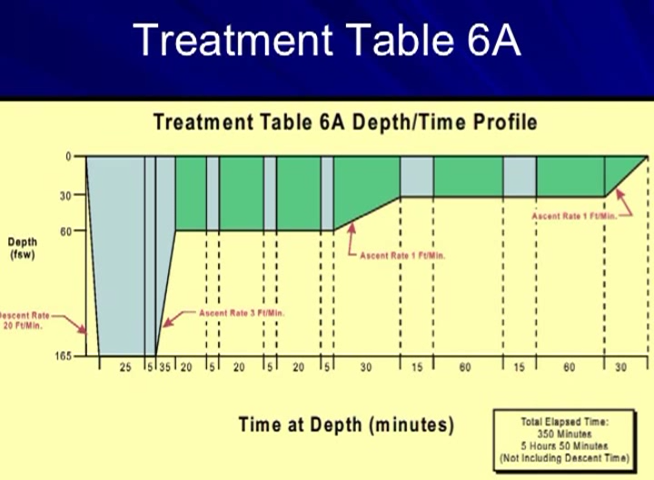 Treatment Table 6A
Treatment Table 6A Depth/Time Profile
0
30
60
Depth
(fsw)
165
Ascent Rate 1 Ft/Min.
Ascent Rate 1 Ft/Min.
Descent Rate
20 Ft/Min.
Ascent Rate 3 Ft/Min.
25 5 35 20 5 20 5 20 5 30 15 60 15 60 30
Time at Depth (minutes)
Total Elapsed Time:
350 Minutes
5 Hours 50 Minutes
(Not Including Descent Time)